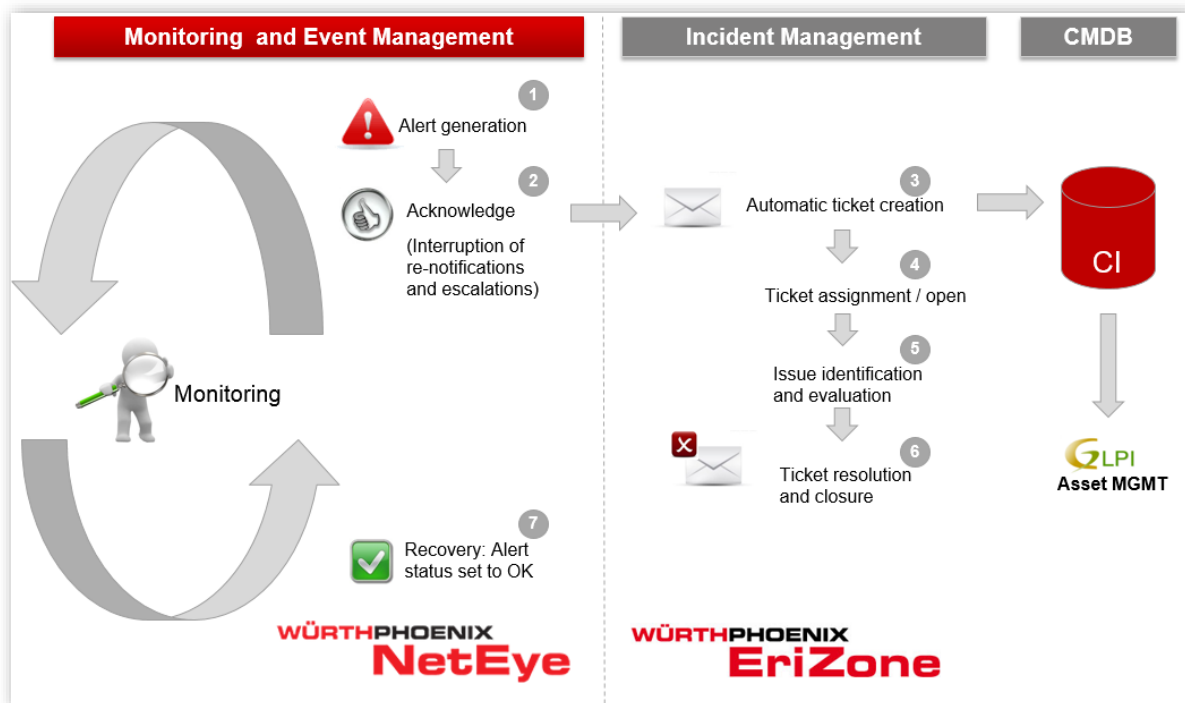 Monitoring and Event Management
Incident Management
CMDB
1
Alert generation
2
Acknowledge
(Interruption of
re-notifications
and escalations)
Monitoring
7
Recovery: Alert
status set to OK
WÜRTHPHOENIX
NetEye
3
Automatic ticket creation
4
Ticket assignment / open
5
Issue identification
and evaluation
6
Ticket resolution
and closure
WÜRTHPHOENIX
EriZone
CI
GLPI
Asset MGMT